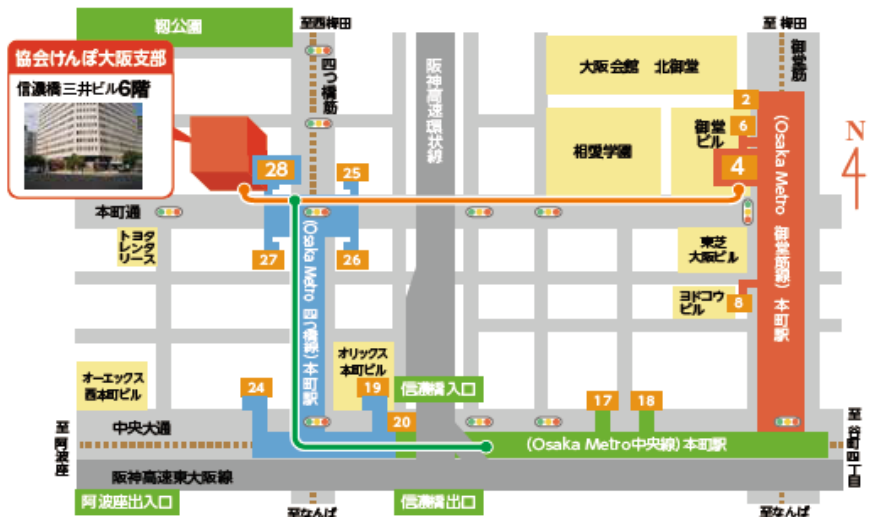 靱公園
至西梅田
至 梅田
協会けんぽ大阪支部
信濃橋三井ビル6階
四つ橋筋
阪神高速環状線
大阪会館 北御堂
御堂筋
相愛学園
御堂
ビル
2
6
4
N
28
25
本町通
トヨタ
レンタ
リース
27
26
東芝
大阪ビル
ヨドコウ
ビル
8
(Osaka Metro 御堂筋線) 本町駅
(Osaka Metro 四つ橋線) 本町駅
オーエックス
西本町ビル
24
オリックス
本町ビル
19
20
信濃橋入口
17
18
至 阿波座
中央大通
(Osaka Metro中央線) 本町駅
至 谷町四丁目
阪神高速東大阪線
阿波座出入口
至なんば
信濃橋出口
至なんば